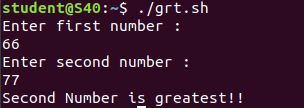 student@S40:~$ ./grt.sh
Enter first number :
66
Enter second number :
77
Second Number is greatest!!